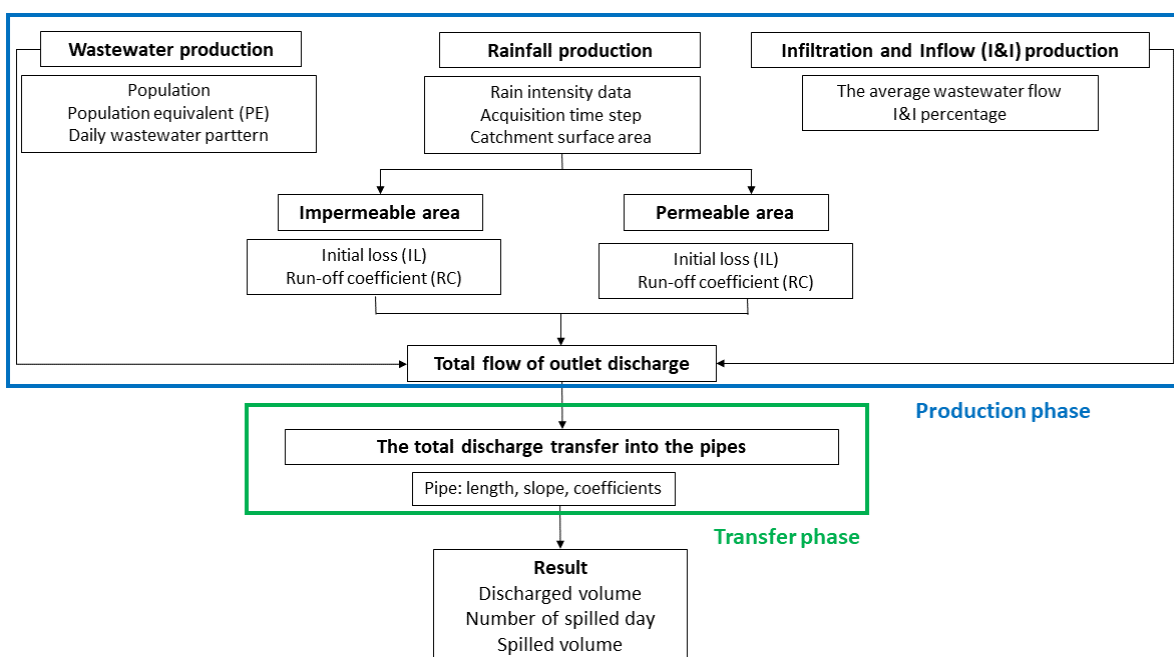 Wastewater production
Population
Population equivalent (PE)
Daily wastewater parttern
Rainfall production
Rain intensity data
Acquisition time step
Catchment surface area
Infiltration and Inflow (I&I) production
The average wastewater flow
I&I percentage
Impermeable area
Initial loss (IL)
Run-off coefficient (RC)
Permeable area
Initial loss (IL)
Run-off coefficient (RC)
Total flow of outlet discharge
Production phase
The total discharge transfer into the pipes
Pipe: length, slope, coefficients
Transfer phase
Result
Discharged volume
Number of spilled day
Spilled volume